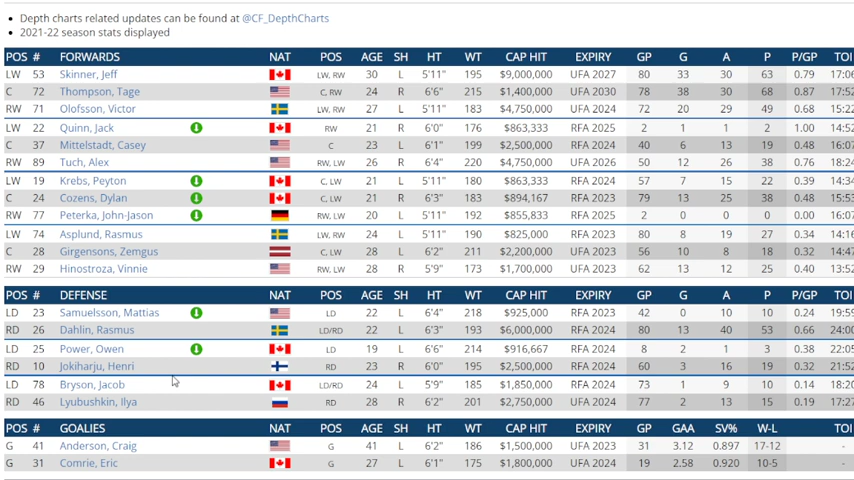 Depth charts related updates can be found at @CF_DepthCharts
2021-22 season stats displayed
POS # FORWARDS NAT POS AGE SH HT WT CAP HIT EXPIRY GP G A P P/GP TOI
LW 53 Skinner, Jeff LW, RW 30 L 5'11" 195 $9,000,000 UFA 2027 80 33 30 63 0.79 17:06
C 72 Thompson, Tage C, RW 24 R 6'6" 215 $1,400,000 UFA 2030 78 38 30 68 0.87 17:52
RW 71 Olofsson, Victor LW, RW 27 L 5'11" 183 $4,750,000 UFA 2024 72 20 29 49 0.68 15:22
LW 22 Quinn, Jack RW 21 R 6'0" 176 $863,333 RFA 2025 2 1 1 2 1.00 14:52
C 37 Mittelstadt, Casey C 23 L 6'1" 199 $2,500,000 RFA 2024 40 6 13 19 0.48 16:07
RW 89 Tuch, Alex RW, LW 26 R 6'4" 220 $4,750,000 UFA 2026 50 12 26 38 0.76 18:24
LW 19 Krebs, Peyton C, LW 21 L 5'11" 180 $863,333 RFA 2024 57 7 15 22 0.39 14:34
C 24 Cozens, Dylan C, LW 21 R 6'3" 183 $894,167 RFA 2024 79 13 25 38 0.48 15:53
RW 77 Peterka, John-Jason RW, LW 20 L 5'11" 192 $855,833 RFA 2025 2 0 0 0 0.00 16:07
LW 74 Asplund, Rasmus LW, RW 24 L 5'11" 190 $825,000 RFA 2023 80 8 19 27 0.34 14:16
C 28 Girgensons, Zemgus C, LW 28 L 6'2" 211 $2,200,000 UFA 2023 56 10 8 18 0.32 14:47
RW 29 Hinostroza, Vinnie RW, LW 28 R 5'9" 173 $1,700,000 UFA 2023 62 13 12 25 0.40 13:52
POS # DEFENSE NAT POS AGE SH HT WT CAP HIT EXPIRY GP G A P P/GP TOI
LD 23 Samuelsson, Mattias LD 22 L 6'4" 218 $925,000 RFA 2023 42 0 10 10 0.24 19:59
RD 26 Dahlin, Rasmus LD/RD 22 L 6'3" 193 $6,000,000 RFA 2024 80 13 40 53 0.66 24:00
LD 25 Power, Owen LD 19 L 6'6" 214 $916,667 RFA 2024 8 2 1 3 0.38 22:05
RD 10 Jokiharju, Henri RD 23 R 6'0" 195 $2,500,000 RFA 2024 60 3 16 19 0.32 21:52
LD 78 Bryson, Jacob LD/RD 24 L 5'9" 185 $1,850,000 RFA 2024 73 1 9 10 0.14 18:20
RD 46 Lyubushkin, Ilya RD 28 R 6'2" 201 $2,750,000 UFA 2024 77 2 13 15 0.19 17:27
POS # GOALIES NAT POS AGE SH HT WT CAP HIT EXPIRY GP GAA SV% W-L TOI
G 41 Anderson, Craig G 41 L 6'2" 186 $1,500,000 UFA 2023 31 3.12 0.897 17-12 -
G 31 Comrie, Eric G 27 L 6'1" 175 $1,800,000 UFA 2024 19 2.58 0.920 10-5 -